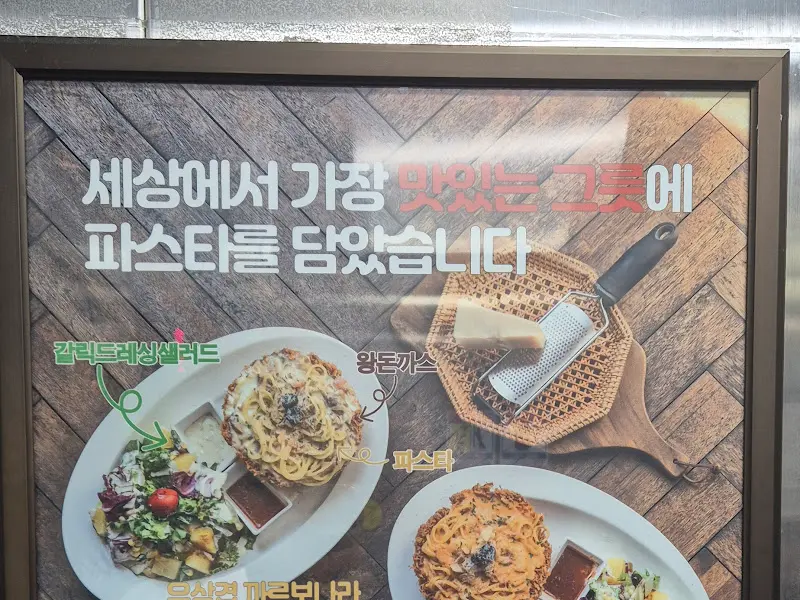 세상에서 가장 맛있는 그릇에
파스타를 담았습니다
갈릭드레싱샐러드
왕돈까스
파스타